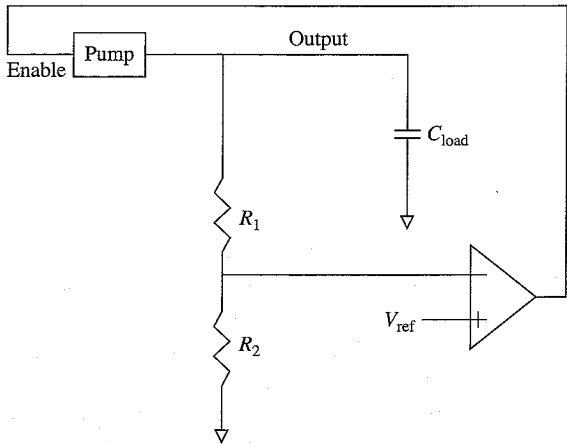 Output
Enable
Pump
C_load
R_1
R_2
V_ref
−
+